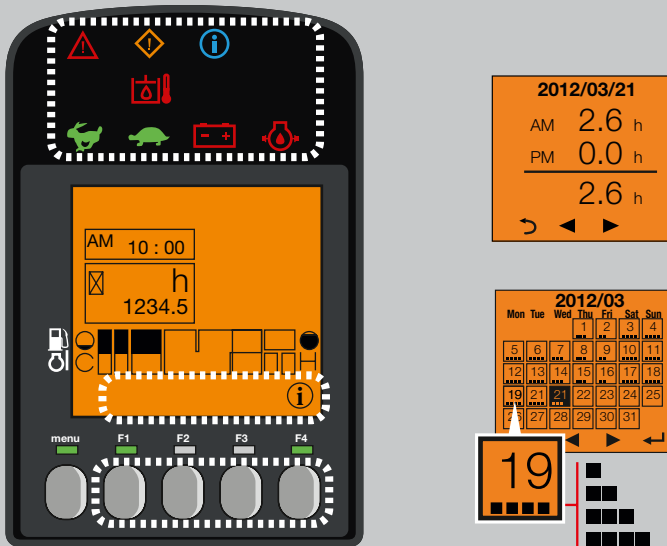 AM 10 : 00
h
1234.5
menu F1 F2 F3 F4
2012/03/21
AM 2.6 h
PM 0.0 h
2.6 h
2012/03
Mon Tue Wed Thu Fri Sat Sun
1 2 3 4
5 6 7 8 9 10 11
12 13 14 15 16 17 18
19 21 21 22 23 24 25
26 27 28 29 30 31
19